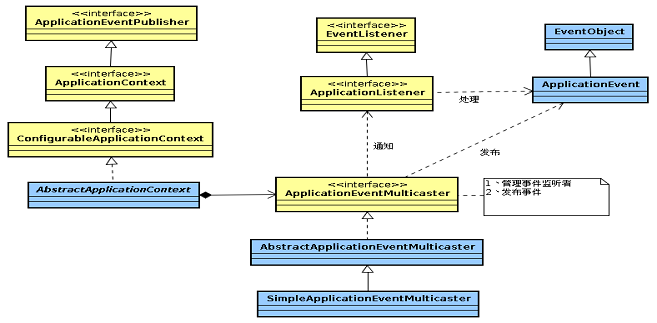 <<interface>>
ApplicationEventPublisher
<<interface>>
EventListener
EventObject
<<interface>>
ApplicationContext
<<interface>>
ApplicationListener
处理
ApplicationEvent
<<interface>>
ConfigurableApplicationContext
通知
发布
AbstractApplicationContext
<<interface>>
ApplicationEventMulticaster
1、管理事件监听者
2、发布事件
AbstractApplicationEventMulticaster
SimpleApplicationEventMulticaster